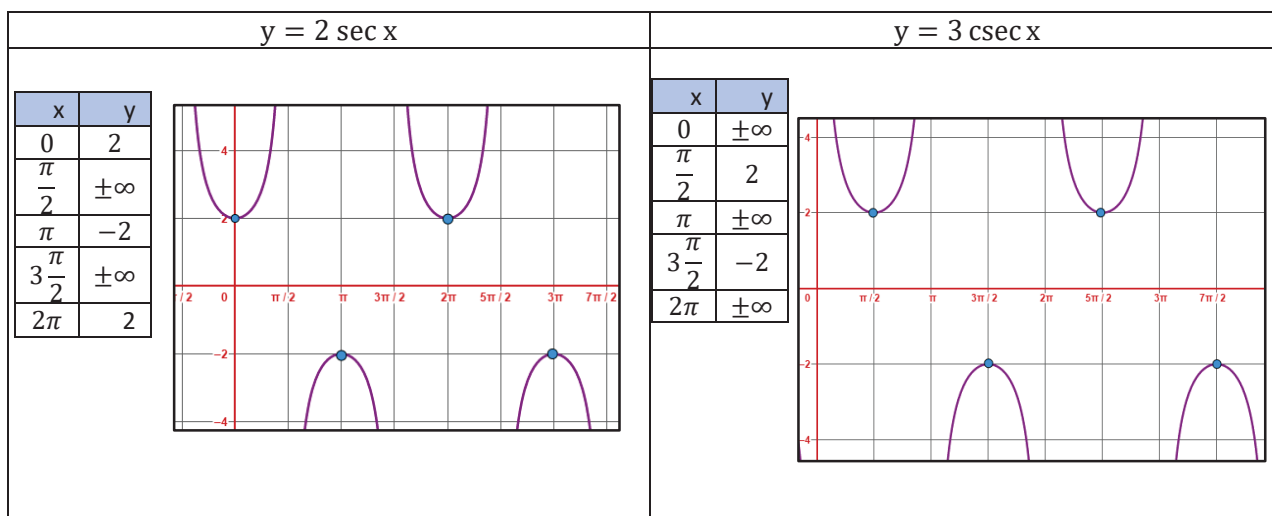 y = 2 sec x
y = 3 csec x
x y
0 2
π/2 ±∞
π −2
3 π/2 ±∞
2π 2
4
2
r / 2 0 π / 2 π 3π / 2 2π 5π / 2 3π 7π / 2
−2
−4
x y
0 ±∞
π/2 2
π ±∞
3 π/2 −2
2π ±∞
4
2
0 π / 2 π 3π / 2 2π 5π / 2 3π 7π / 2
−2
−4